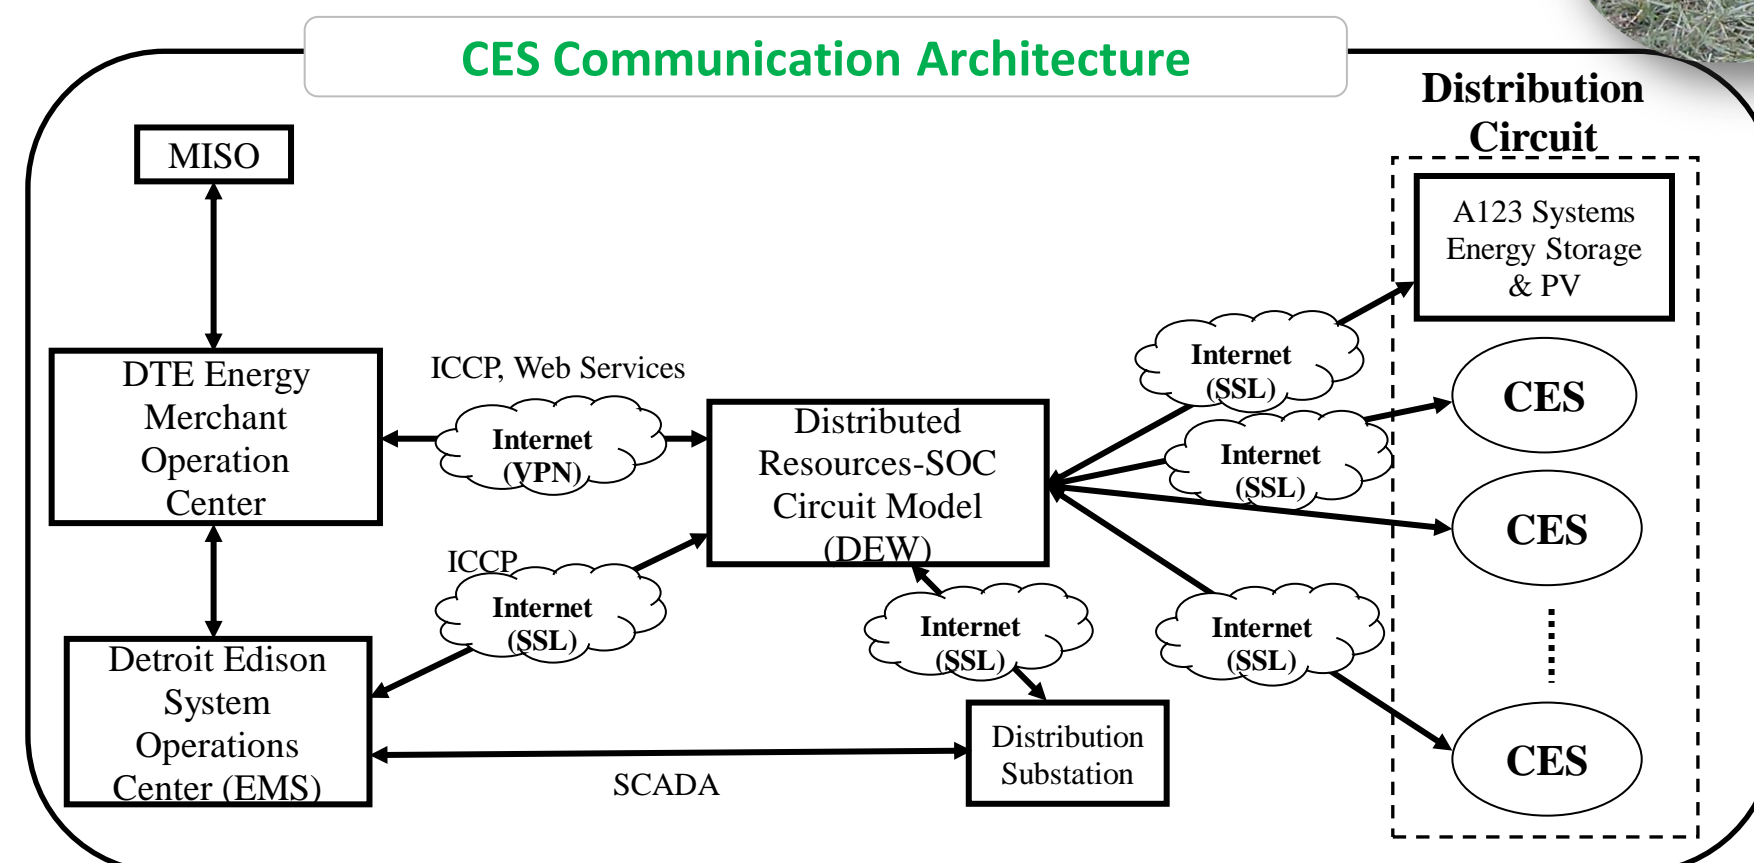 CES Communication Architecture
Distribution
Circuit
MISO
A123 Systems
Energy Storage
& PV
DTE Energy
Merchant
Operation
Center
ICCP, Web Services
Internet
(VPN)
Distributed
Resources-SOC
Circuit Model
(DEW)
Internet
(SSL)
CES
Internet
(SSL)
CES
ICCP
Internet
(SSL)
Internet
(SSL)
Internet
(SSL)
Detroit Edison
System
Operations
Center (EMS)
SCADA
Distribution
Substation
CES